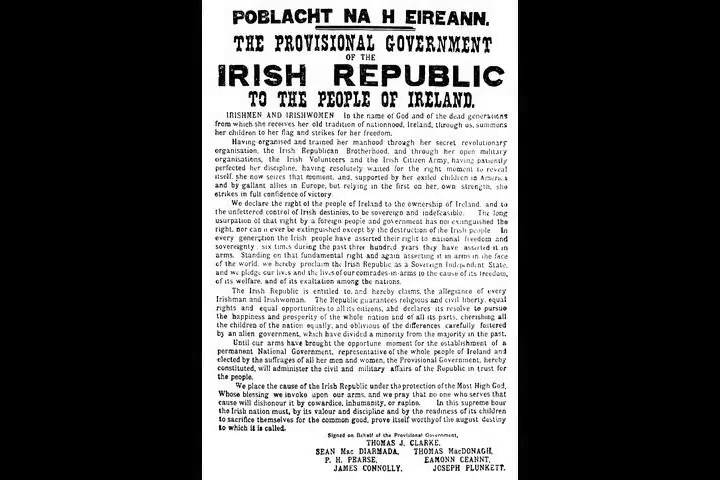 POBLACHT NA H EIREANN.
THE PROVISIONAL GOVERNMENT
OF THE
IRISH REPUBLIC
TO THE PEOPLE OF IRELAND.
IRISHMEN AND IRISHWOMEN In the name of God and of the dead generations
from which she receives her old tradition of nationhood, Ireland, through us, summons
her children to her flag and strikes for her freedom.
Having organised and trained her manhood through her secret revolutionary
organisation, the Irish Republican Brotherhood, and through her open military
organisations, the Irish Volunteers and the Irish Citizen Army, having patiently
perfected her discipline, having resolutely waited for the right moment to reveal
itself, she now seizes that moment, and, supported by her exiled children in America
and by gallant allies in Europe, but relying in the first on her own strength, she
strikes in full confidence of victory
We declare the right of the people of Ireland to the ownership of Ireland, and to
the unfettered control of Irish destinies, to be sovereign and indefeasible. The long
usurpation of that right by a foreign people and government has not extinguished the
right, nor can it ever be extinguished except by the destruction of the Irish people. In
every generation the Irish people have asserted their right to national freedom and
sovereignty, six times during the past three hundred years they have asserted it in
arms. Standing on that fundamental right and again asserting it in arms in the face
of the world, we hereby proclaim the Irish Republic as a Sovereign Independent State,
and we pledge our lives and the lives of our comrades-in-arms to the cause of its freedom,
of its welfare, and of its exaltation among the nations.
The Irish Republic is entitled to, and hereby claims, the allegiance of every
Irishman and Irishwoman. The Republic guarantees religious and civil liberty, equal
rights and equal opportunities to all its citizens, and declares its resolve to pursue
the happiness and prosperity of the whole nation and of all its parts, cherishing all
the children of the nation equally, and oblivious of the differences carefully fostered
by an alien government, which have divided a minority from the majority in the past.
Until our arms have brought the opportune moment for the establishment of a
permanent National Government, representative of the whole people of Ireland and
elected by the suffrages of all her men and women, the Provisional Government, hereby
constituted, will administer the civil and military affairs of the Republic in trust for
the people.
We place the cause of the Irish Republic under the protection of the Most High God,
Whose blessing we invoke upon our arms, and we pray that no one who serves that
cause will dishonour it by cowardice, inhumanity, or rapine. In this supreme hour
the Irish nation must, by its valour and discipline and by the readiness of its children
to sacrifice themselves for the common good, prove itself worthy of the august destiny
to which it is called.
Signed on Behalf of the Provisional Government,
THOMAS J. CLARKE,
SEAN Mac DIARMADA, THOMAS MacDONAGH,
P. H. PEARSE, EAMONN CEANNT,
JAMES CONNOLLY, JOSEPH PLUNKETT.